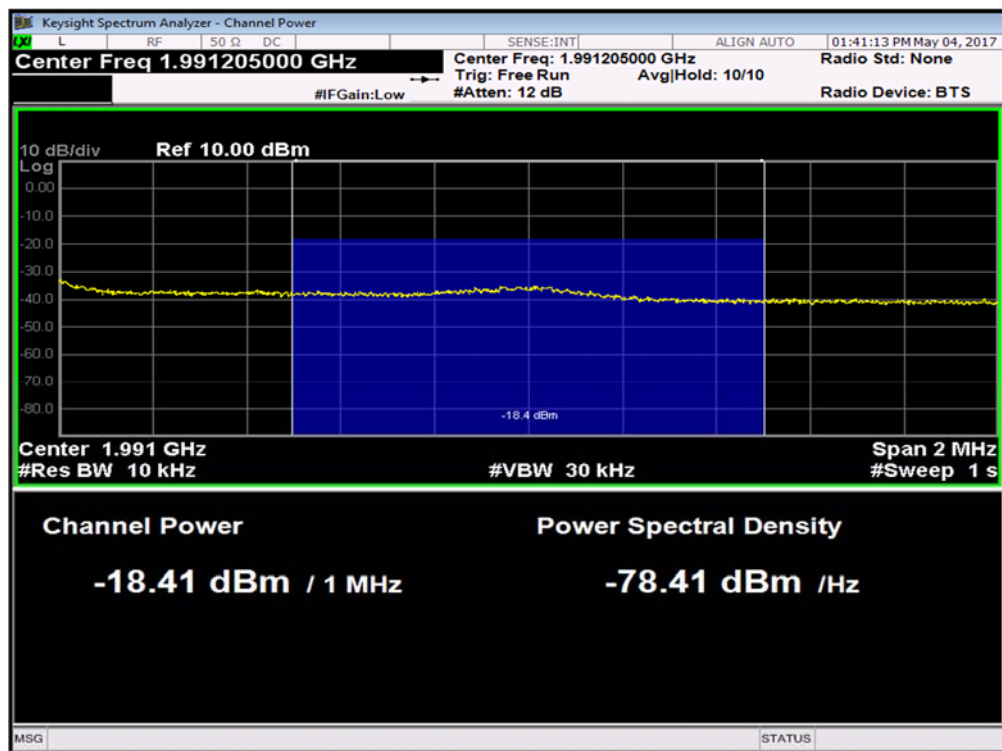 Keysight Spectrum Analyzer - Channel Power
LXI L RF 50 Ω DC SENSE:INT ALIGN AUTO 01:41:13 PM May 04, 2017
Center Freq 1.991205000 GHz
Center Freq: 1.991205000 GHz Radio Std: None
Trig: Free Run Avg|Hold: 10/10
#IFGain:Low #Atten: 12 dB Radio Device: BTS
10 dB/div Ref 10.00 dBm
Log
0.00
-10.0
-20.0
-30.0
-40.0
-50.0
-60.0
-70.0
-80.0
-18.4 dBm
Center 1.991 GHz Span 2 MHz
#Res BW 10 kHz #VBW 30 kHz #Sweep 1 s
Channel Power Power Spectral Density
-18.41 dBm / 1 MHz -78.41 dBm /Hz
MSG STATUS